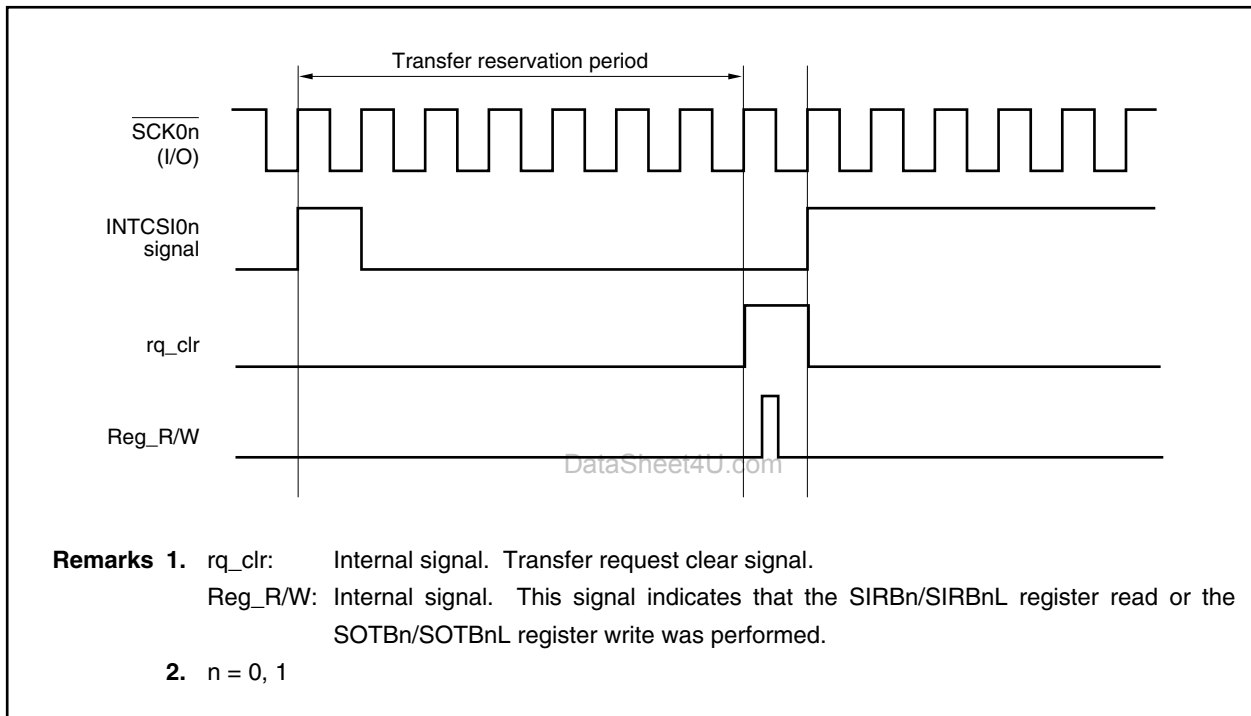 Transfer reservation period
SCK0n
(I/O)
INTCSI0n
signal
rq_clr
Reg_R/W
DataSheet4U.com
Remarks 1. rq_clr: Internal signal. Transfer request clear signal.
Reg_R/W: Internal signal. This signal indicates that the SIRBn/SIRBnL register read or the
SOTBn/SOTBnL register write was performed.
2. n = 0, 1